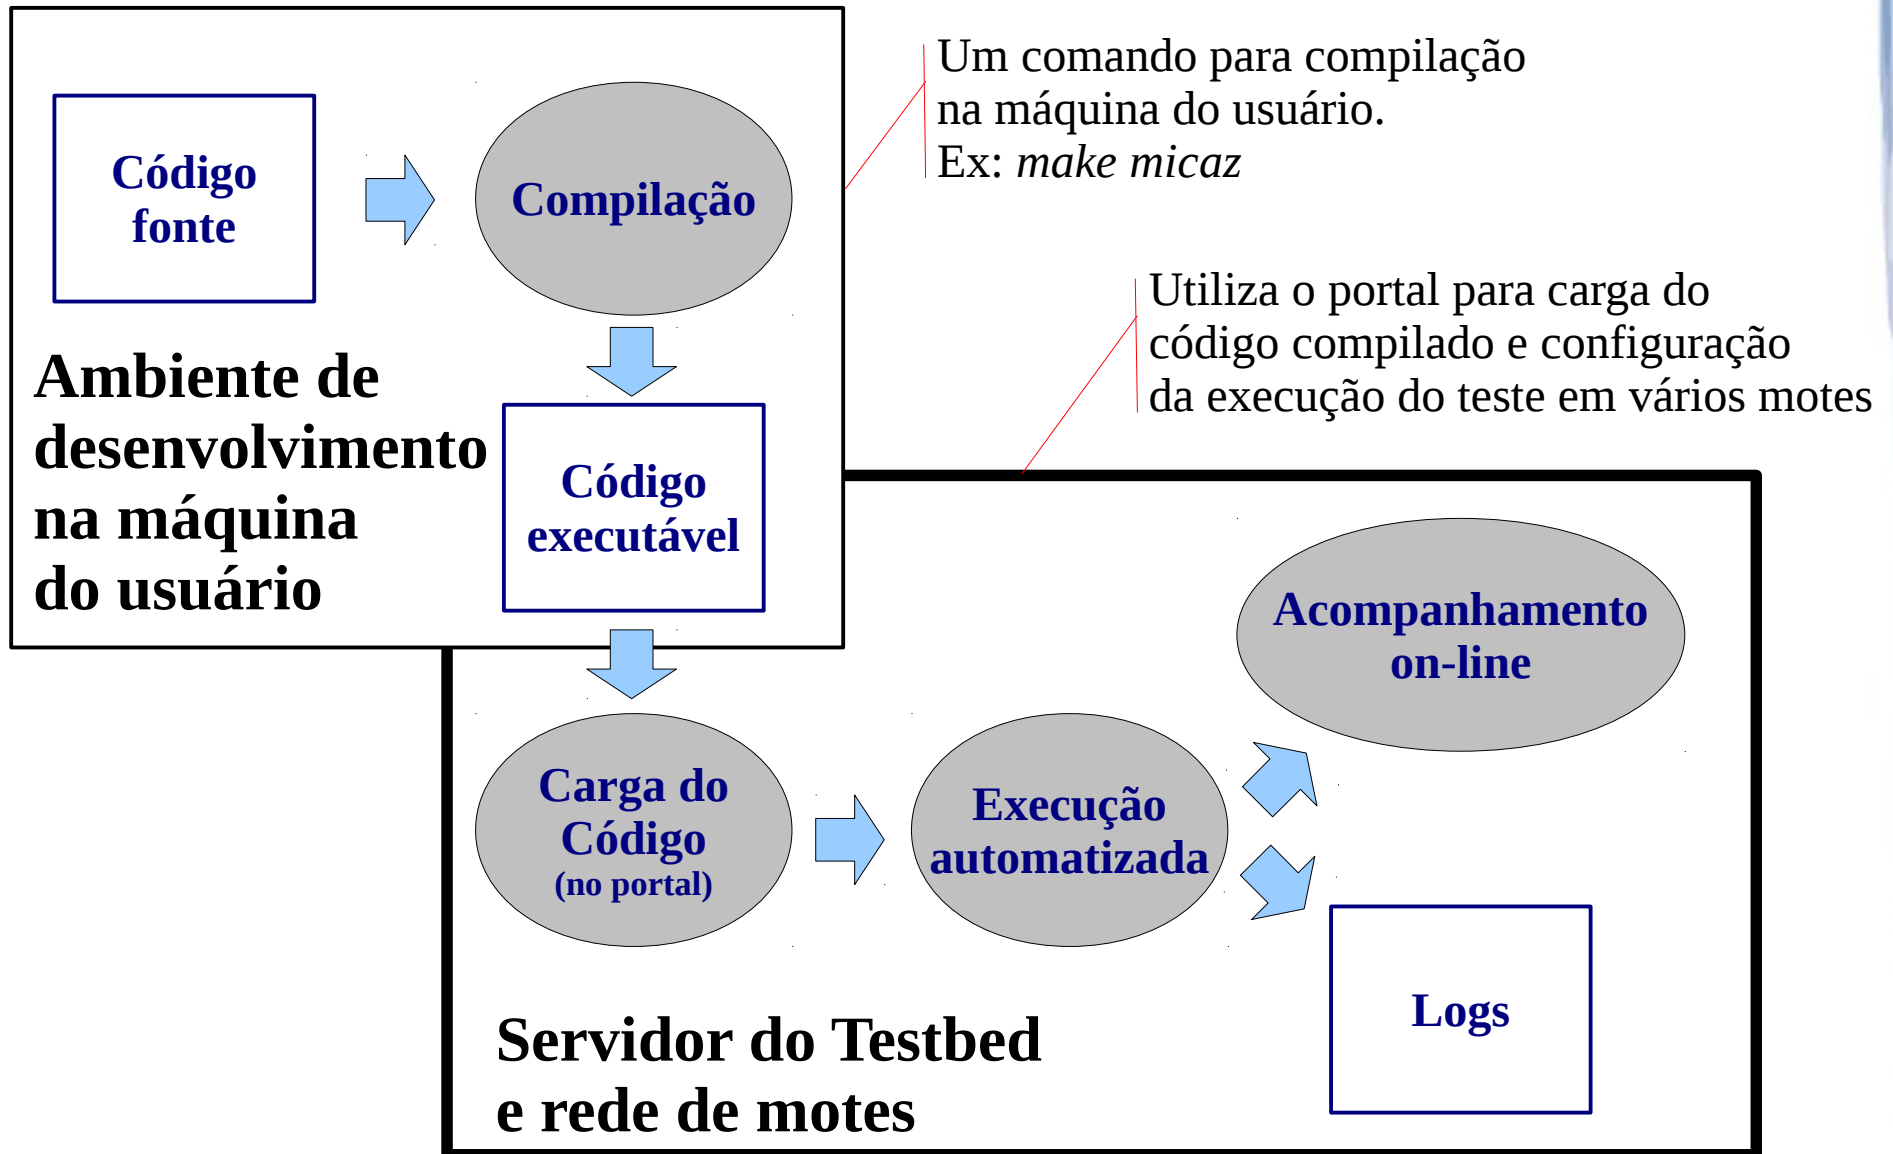 Código
fonte
Compilação
Um comando para compilação
na máquina do usuário.
Ex: make micaz
Utiliza o portal para carga do
código compilado e configuração
da execução do teste em vários motes
Ambiente de
desenvolvimento
na máquina
do usuário
Código
executável
Acompanhamento
on-line
Carga do
Código
(no portal)
Execução
automatizada
Logs
Servidor do Testbed
e rede de motes